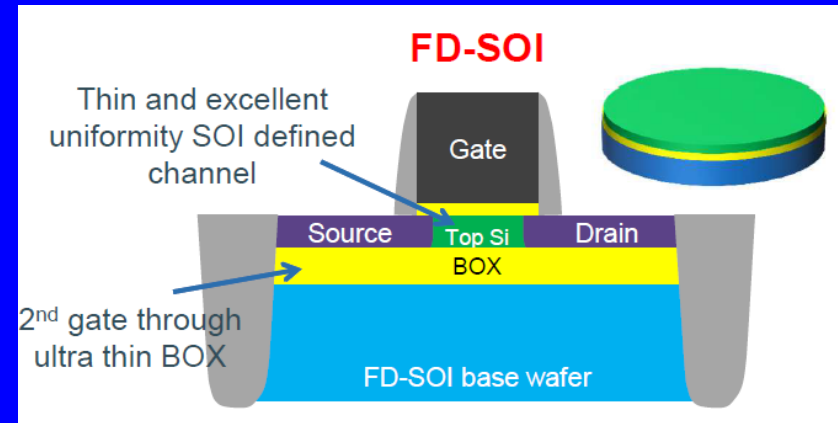 FD-SOI
Thin and excellent
uniformity SOI defined
channel
Gate
Source
Top Si
Drain
BOX
2nd gate through
ultra thin BOX
FD-SOI base wafer